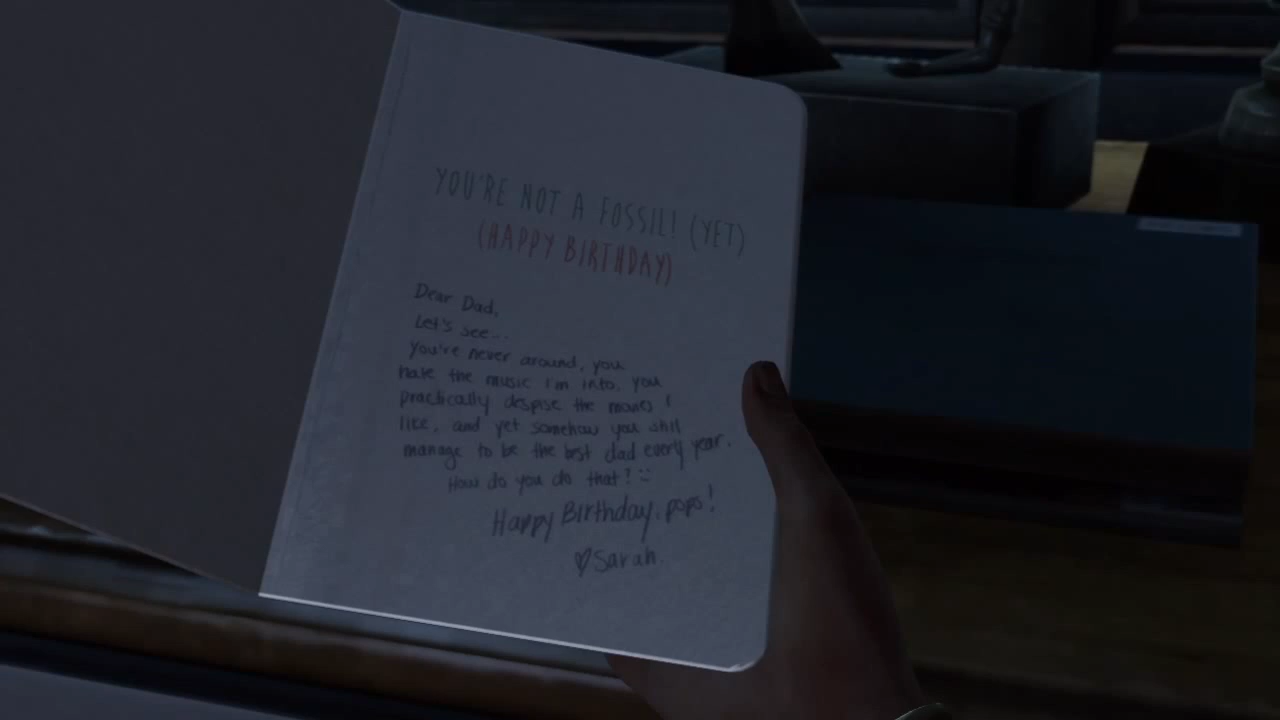 YOU'RE NOT A FOSSIL! (YET)
(HAPPY BIRTHDAY)
Dear Dad,
Let's see...
You're never around, you
hate the music I'm into, you
practically despise the movies I
like, and yet somehow you still
manage to be the best dad every year.
How do you do that? :)
Happy Birthday, pops!
♡Sarah.